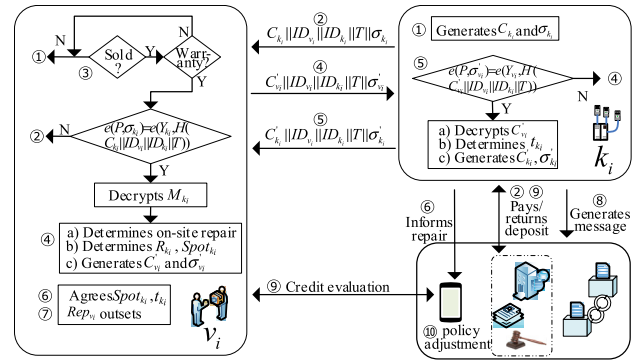 N
N
①
Sold
?
③
Y
Warr-
anty?
Y
②
N
e(P,σ_{k_i})=e(Y_{k_i},H(
C_{k_i}||ID_{v_i}||ID_{k_i}||T))
Y
Decrypts M_{k_i}
④
a) Determines on-site repair
b) Determines R_{k_i}, Spot_{k_i}
c) Generates C'_{v_i} and σ'_{v_i}
⑥
Agrees Spot_{k_i}, t_{k_i}
⑦
Rep_{v_i} outsets
v_i
②
C_{k_i}||ID_{v_i}||ID_{k_i}||T||σ_{k_i}
④
C'_{v_i}||ID_{v_i}||ID_{k_i}||T||σ'_{v_i}
⑤
C'_{k_i}||ID_{v_i}||ID_{k_i}||T||σ'_{k_i}
① Generates C_{k_i} and σ_{k_i}
⑤
e(P,σ'_{v_i})=e(Y_{v_i},H(
C'_{v_i}||ID_{v_i}||ID_{k_i}||T))
N
④
Y
a) Decrypts C'_{v_i}
b) Determines t_{k_i}
c) Generates C'_{k_i}, σ'_{k_i}
k_i
⑥
Informs
repair
② ⑨
Pays/
returns
deposit
⑧
Generates
message
⑨ Credit evaluation
⑩ policy
adjustment